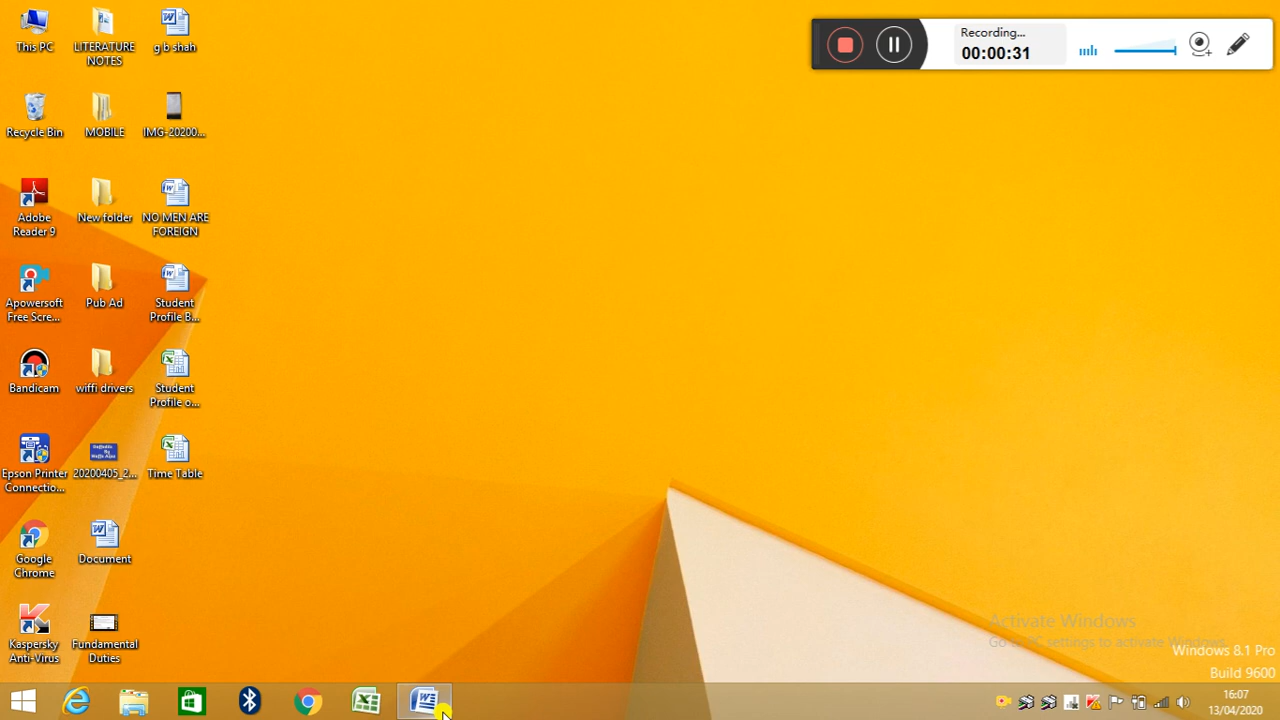 Recording...
00:00:31
This PC
LITERATURE
NOTES
g b shah
Recycle Bin
MOBILE
IMG-20200...
Adobe
Reader 9
New folder
NO MEN ARE
FOREIGN
Apowersoft
Free Scre...
Pub Ad
Student
Profile B...
Bandicam
wiffi drivers
Student
Profile o...
Epson Printer
Connectio...
20200405_2...
Time Table
Google
Chrome
Document
Kaspersky
Anti-Virus
Fundamental
Duties
Activate Windows
Go to PC settings to activate Windows.
Windows 8.1 Pro
Build 9600
16:07
13/04/2020